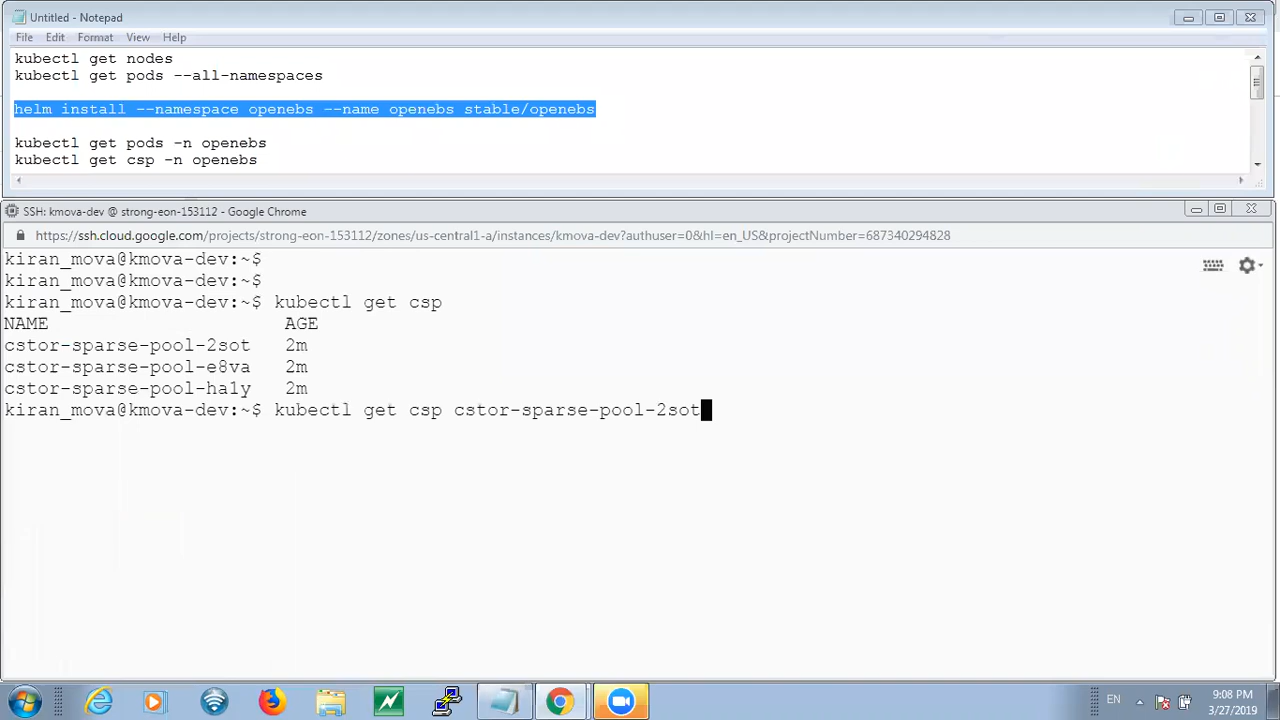 Untitled - Notepad
File Edit Format View Help
kubectl get nodes
kubectl get pods --all-namespaces
helm install --namespace openebs --name openebs stable/openebs
kubectl get pods -n openebs
kubectl get csp -n openebs
SSH: kmova-dev @ strong-eon-153112 - Google Chrome
https://ssh.cloud.google.com/projects/strong-eon-153112/zones/us-central1-a/instances/kmova-dev?authuser=0&hl=en_US&projectNumber=687340294828
kiran_mova@kmova-dev:~$
kiran_mova@kmova-dev:~$
kiran_mova@kmova-dev:~$ kubectl get csp
NAME AGE
cstor-sparse-pool-2sot 2m
cstor-sparse-pool-e8va 2m
cstor-sparse-pool-ha1y 2m
kiran_mova@kmova-dev:~$ kubectl get csp cstor-sparse-pool-2sot
EN
9:08 PM
3/27/2019